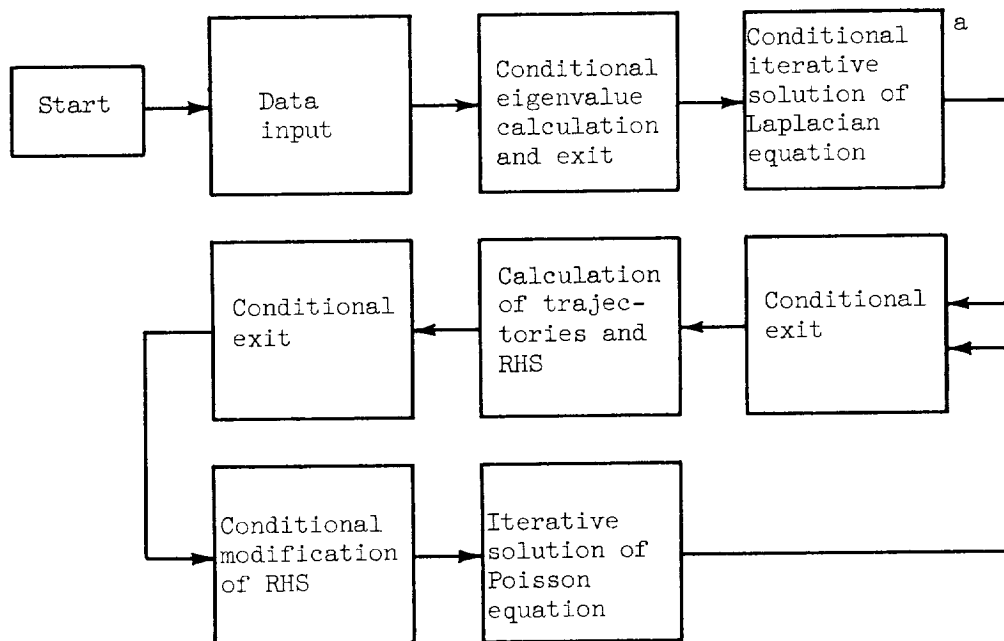 Start
Data
input
Conditional
eigenvalue
calculation
and exit
Conditional
iterative
solution of
Laplacian
equation
a
Conditional
exit
Calculation
of trajec-
tories and
RHS
Conditional
exit
Conditional
modification
of RHS
Iterative
solution of
Poisson
equation